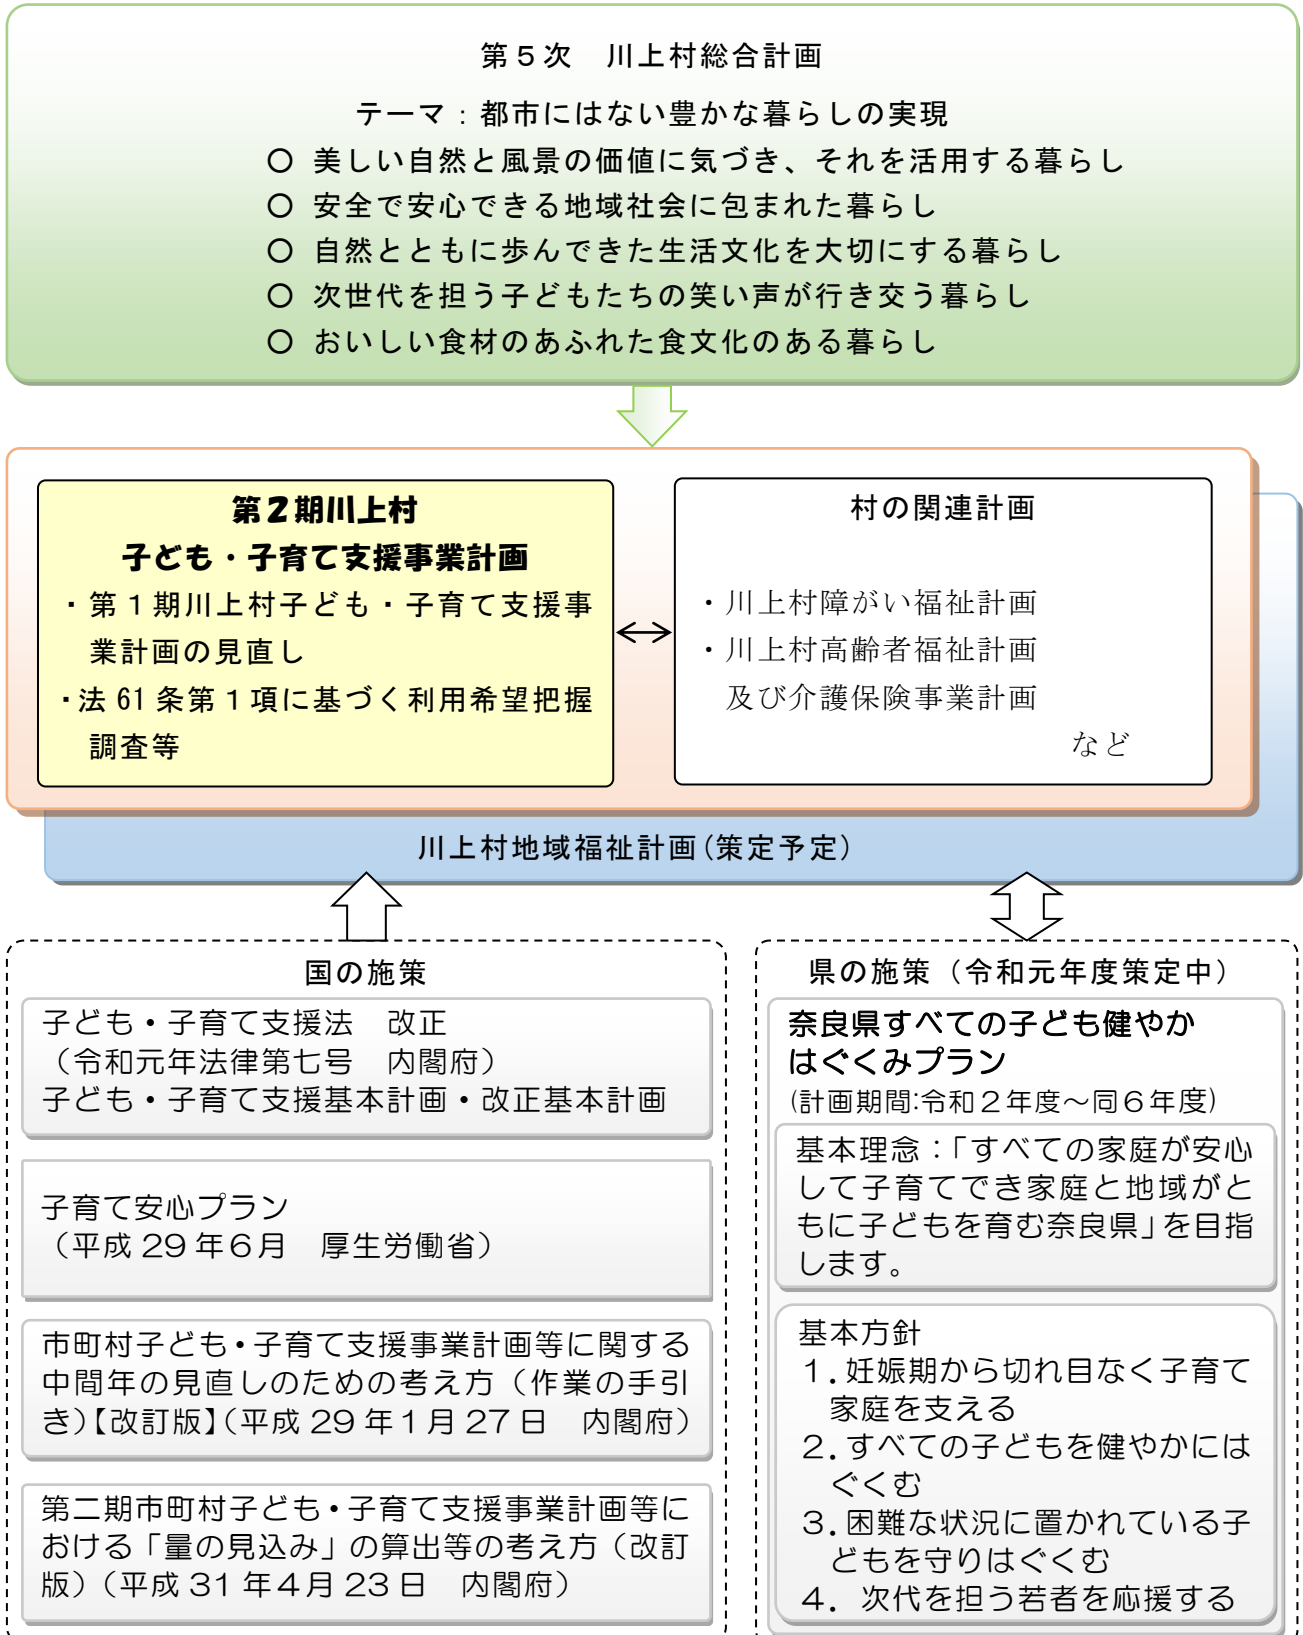 第５次　川上村総合計画
テーマ：都市にはない豊かな暮らしの実現
○ 美しい自然と風景の価値に気づき、それを活用する暮らし
○ 安全で安心できる地域社会に包まれた暮らし
○ 自然とともに歩んできた生活文化を大切にする暮らし
○ 次世代を担う子どもたちの笑い声が行き交う暮らし
○ おいしい食材のあふれた食文化のある暮らし
第２期川上村
子ども・子育て支援事業計画
・第１期川上村子ども・子育て支援事
業計画の見直し
・法 61 条第１項に基づく利用希望把握
調査等
村の関連計画
・川上村障がい福祉計画
・川上村高齢者福祉計画
及び介護保険事業計画
など
川上村地域福祉計画(策定予定)
国の施策
子ども・子育て支援法　改正
（令和元年法律第七号　内閣府）
子ども・子育て支援基本計画・改正基本計画
子育て安心プラン
（平成 29 年６月　厚生労働省）
市町村子ども・子育て支援事業計画等に関する
中間年の見直しのための考え方（作業の手引
き）【改訂版】（平成 29 年１月 27 日　内閣府）
第二期市町村子ども・子育て支援事業計画等に
おける「量の見込み」の算出等の考え方（改訂
版）（平成 31 年４月 23 日　内閣府）
県の施策（令和元年度策定中）
奈良県すべての子ども健やか
はぐくみプラン
(計画期間:令和２年度～同６年度)
基本理念：「すべての家庭が安心
して子育てでき家庭と地域がと
もに子どもを育む奈良県」を目指
します。
基本方針
１．妊娠期から切れ目なく子育て
家庭を支える
２．すべての子どもを健やかには
ぐくむ
３．困難な状況に置かれている子
どもを守りはぐくむ
４．次代を担う若者を応援する